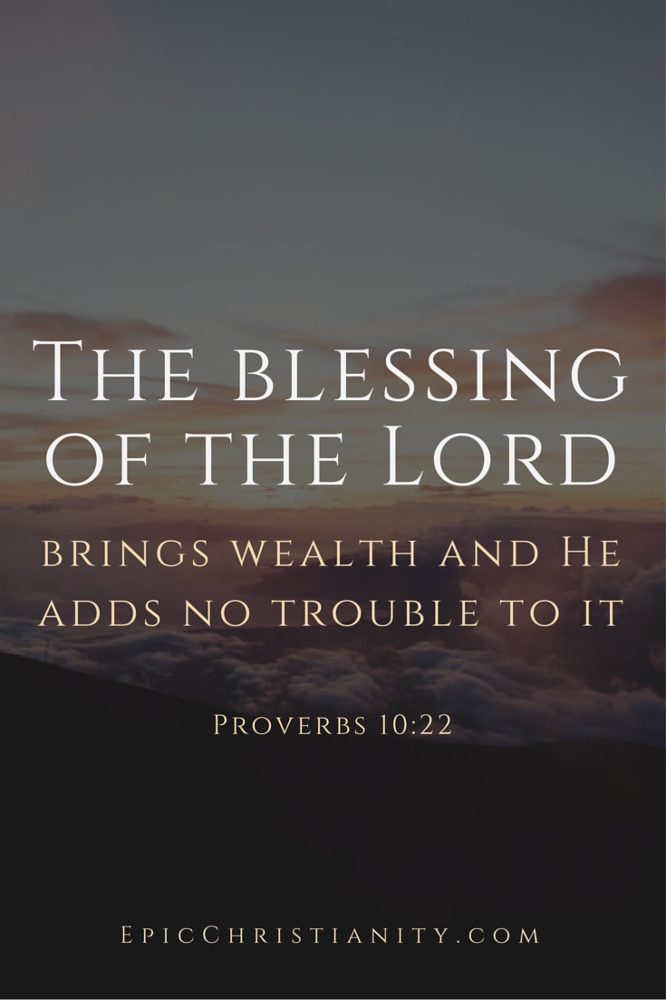 The blessing
of the Lord
brings wealth and He
adds no trouble to it
Proverbs 10:22
EpicChristianity.com